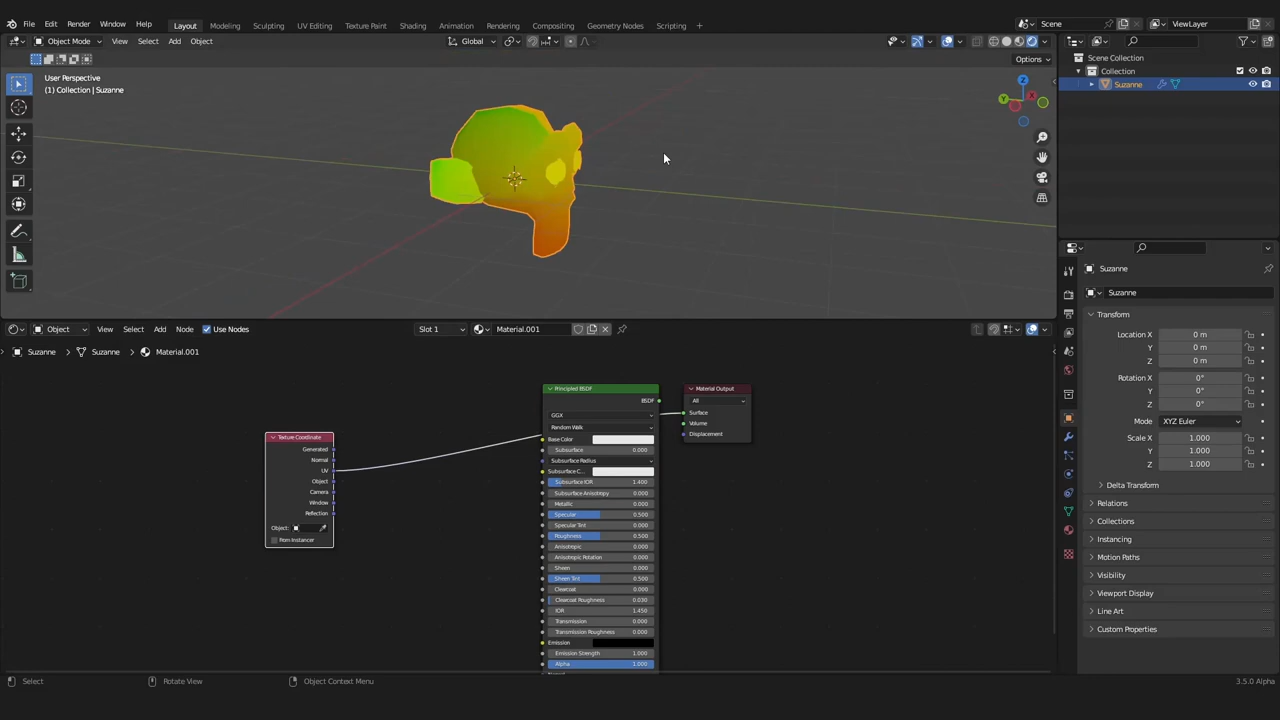 File Edit Render Window Help
Layout Modeling Sculpting UV Editing Texture Paint Shading Animation Rendering Compositing Geometry Nodes Scripting +
Scene
ViewLayer
Object Mode View Select Add Object
Global
Options
User Perspective
(1) Collection | Suzanne
Z
Y
X
Scene Collection
Collection
Suzanne
Object View Select Add Node Use Nodes
Slot 1
Material.001
Suzanne > Suzanne > Material.001
Texture Coordinate
Generated
Normal
UV
Object
Camera
Window
Reflection
Object:
From Instancer
Principled BSDF
BSDF
GGX
Random Walk
Base Color
Subsurface 0.000
Subsurface Radius
Subsurface C...
Subsurface IOR 1.400
Subsurface Anisotropy 0.000
Metallic 0.000
Specular 0.500
Specular Tint 0.000
Roughness 0.500
Anisotropic 0.000
Anisotropic Rotation 0.000
Sheen 0.000
Sheen Tint 0.500
Clearcoat 0.000
Clearcoat Roughness 0.030
IOR 1.450
Transmission 0.000
Transmission Roughness 0.000
Emission
Emission Strength 1.000
Alpha 1.000
Material Output
All
Surface
Volume
Displacement
Suzanne
Suzanne
Transform
Location X 0 m
Y 0 m
Z 0 m
Rotation X 0°
Y 0°
Z 0°
Mode XYZ Euler
Scale X 1.000
Y 1.000
Z 1.000
Delta Transform
Relations
Collections
Instancing
Motion Paths
Visibility
Viewport Display
Line Art
Custom Properties
Select
Rotate View
Object Context Menu
3.5.0 Alpha